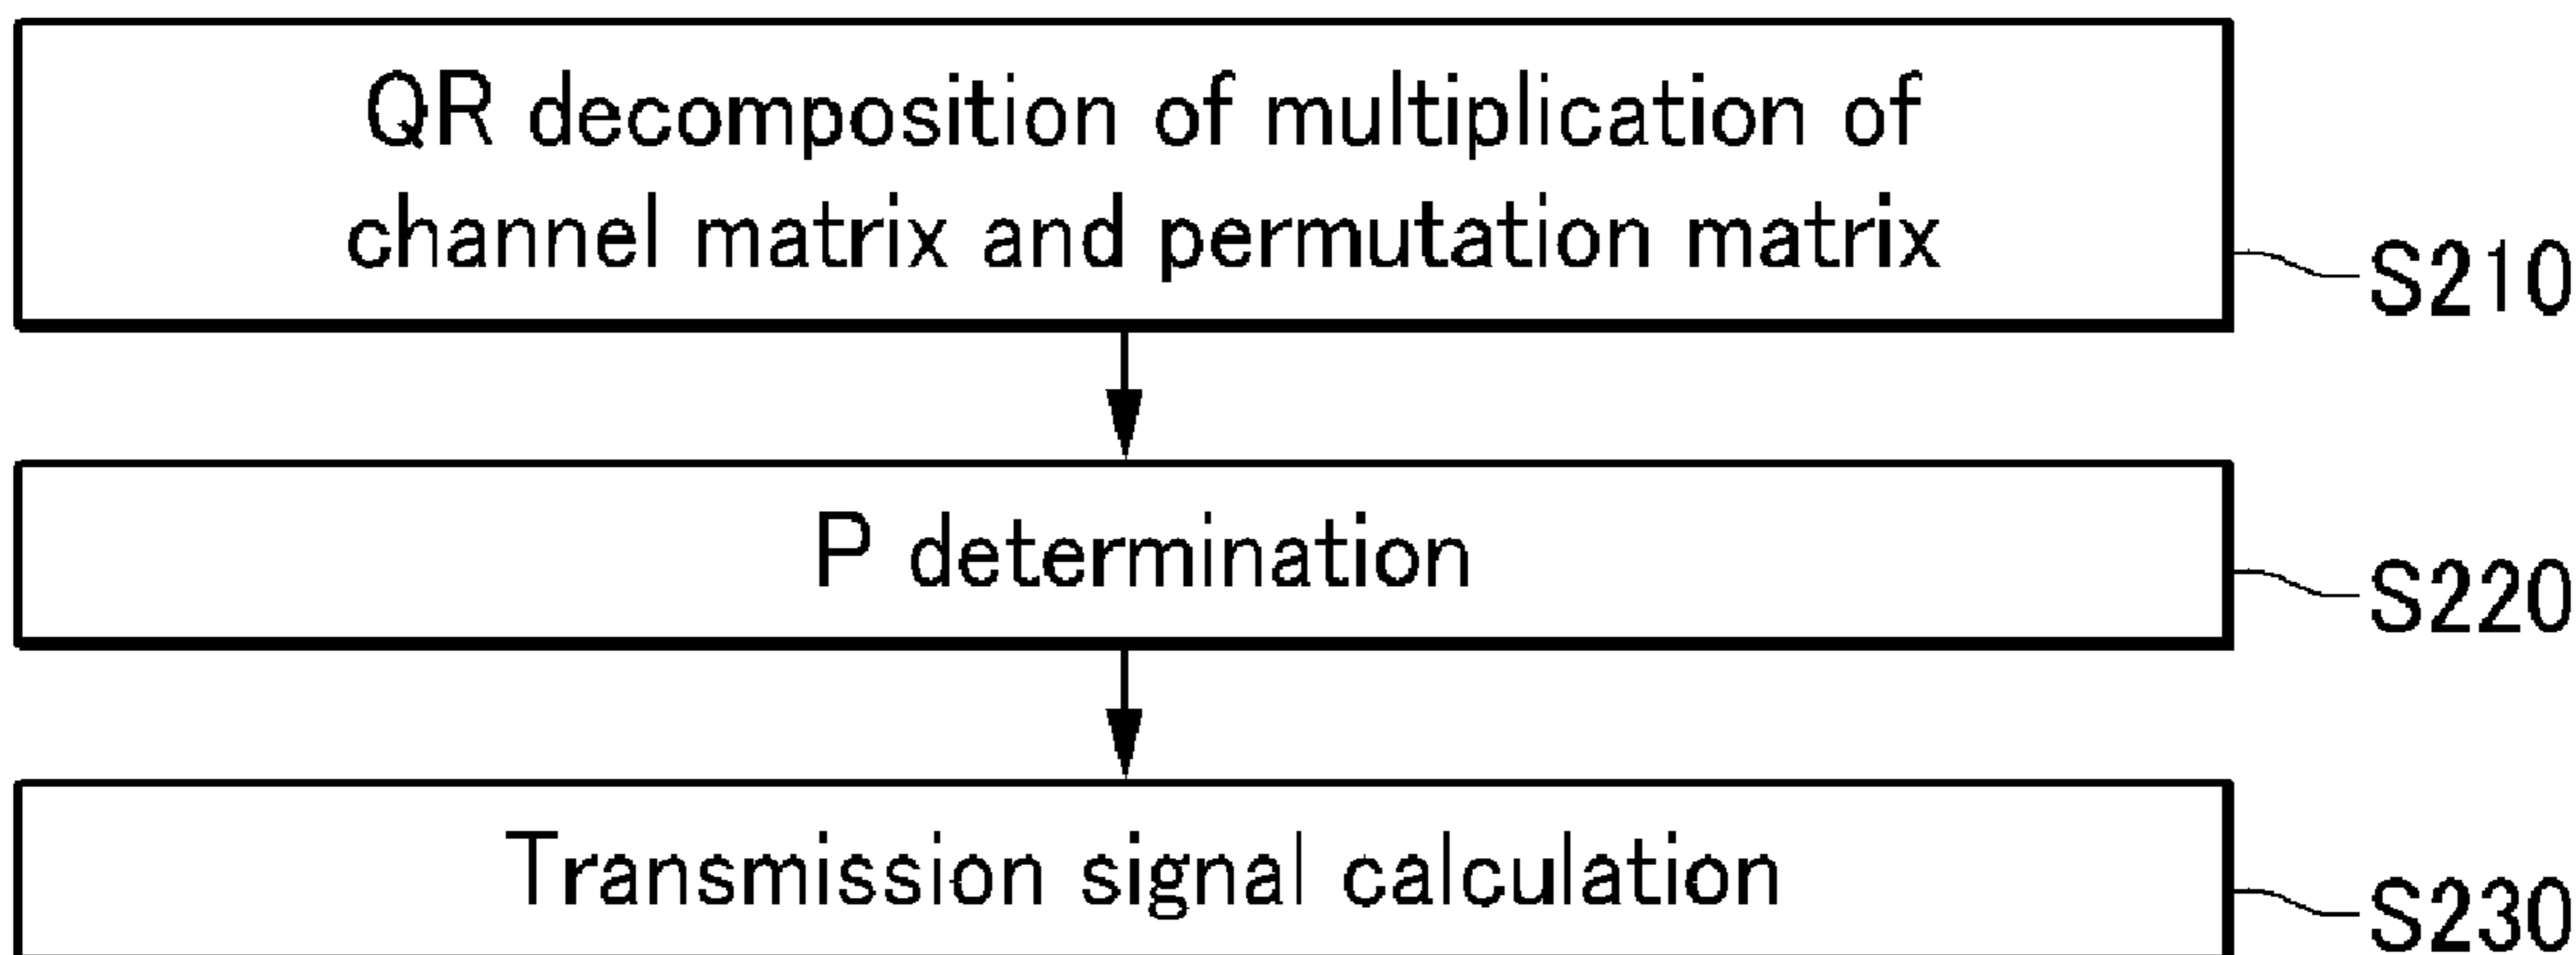 QR decomposition of multiplication of
channel matrix and permutation matrix
S210
P determination
S220
Transmission signal calculation
S230